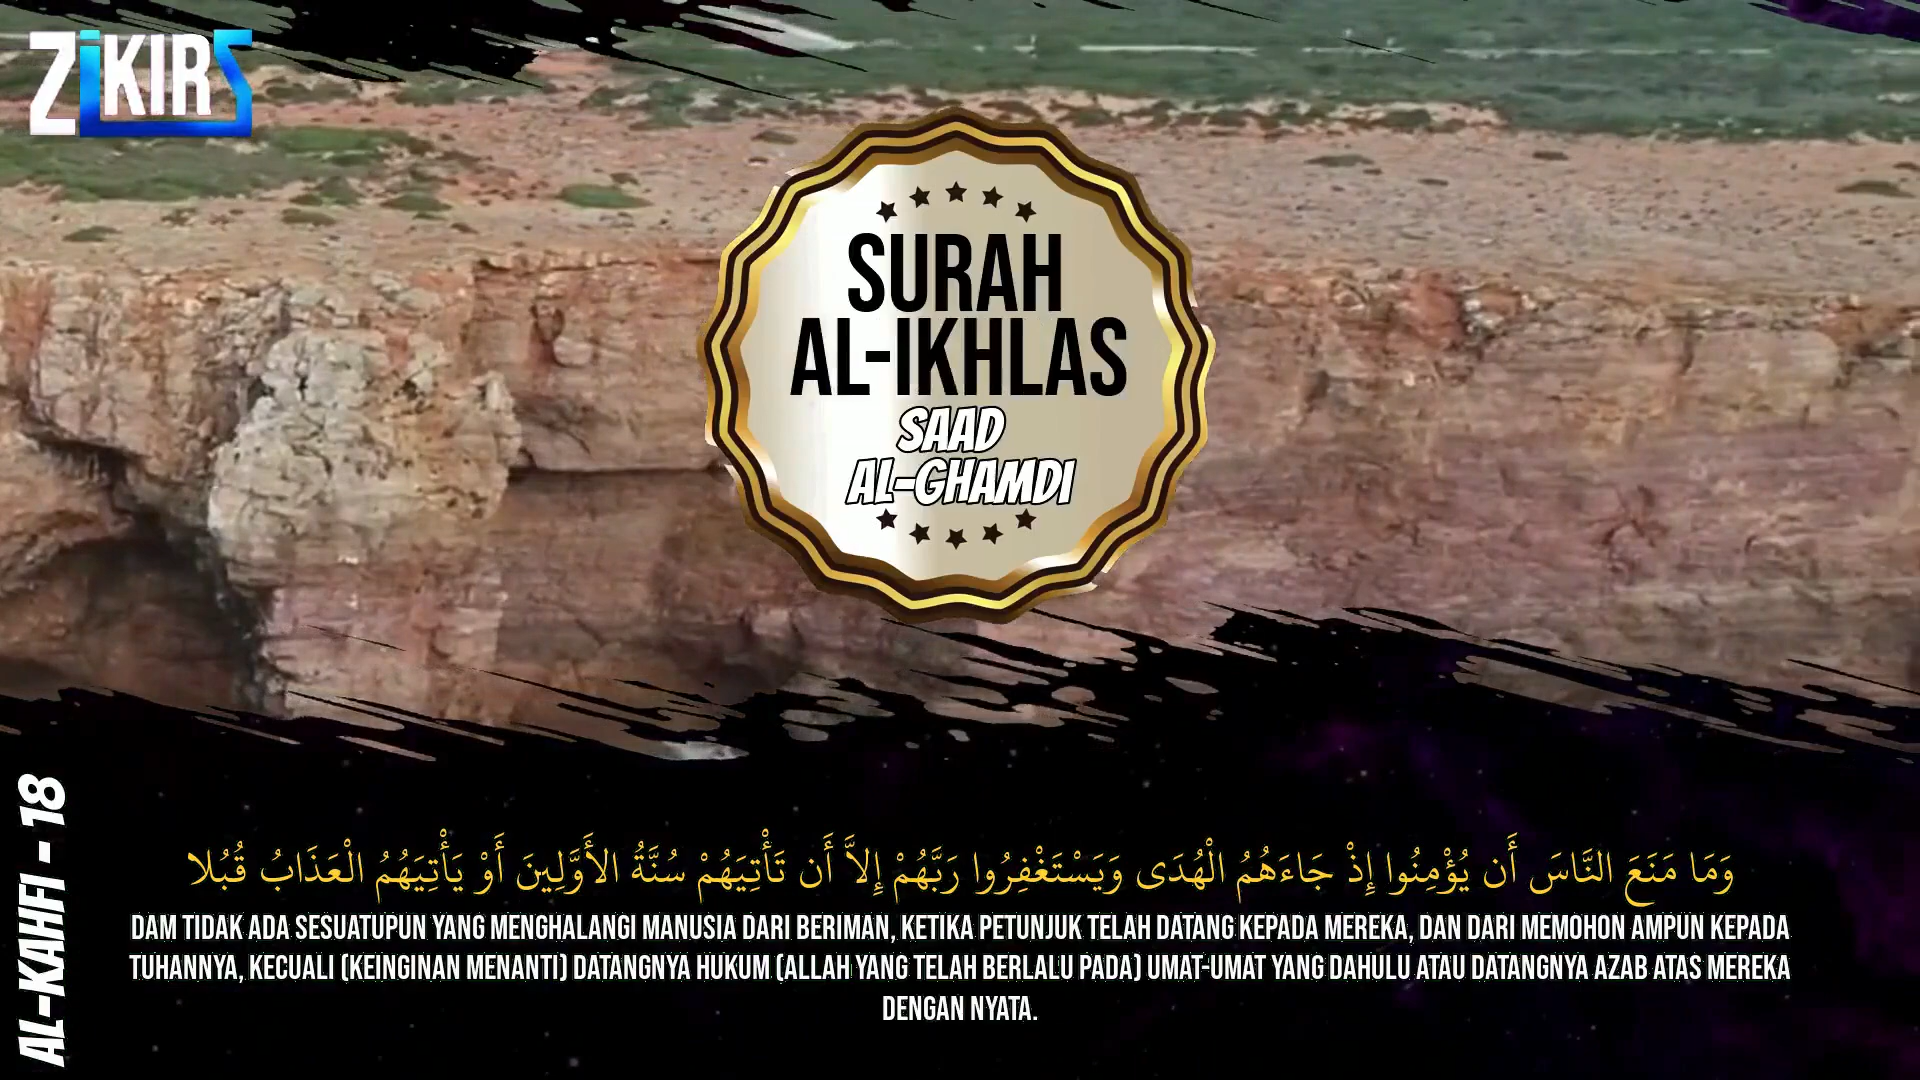 ZiKIRS
SURAH
AL-IKHLAS
SAAD
AL-GHAMDI
AL-KAHFI - 18
وَمَا مَنَعَ النَّاسَ أَن يُؤْمِنُوا إِذْ جَاءَهُمُ الْهُدَى وَيَسْتَغْفِرُوا رَبَّهُمْ إِلاَّ أَن تَأْتِيَهُمْ سُنَّةُ الأَوَّلِينَ أَوْ يَأْتِيَهُمُ الْعَذَابُ قُبُلا
DAM TIDAK ADA SESUATUPUN YANG MENGHALANGI MANUSIA DARI BERIMAN, KETIKA PETUNJUK TELAH DATANG KEPADA MEREKA, DAN DARI MEMOHON AMPUN KEPADA
TUHANNYA, KECUALI (KEINGINAN MENANTI) DATANGNYA HUKUM (ALLAH YANG TELAH BERLALU PADA) UMAT-UMAT YANG DAHULU ATAU DATANGNYA AZAB ATAS MEREKA
DENGAN NYATA.